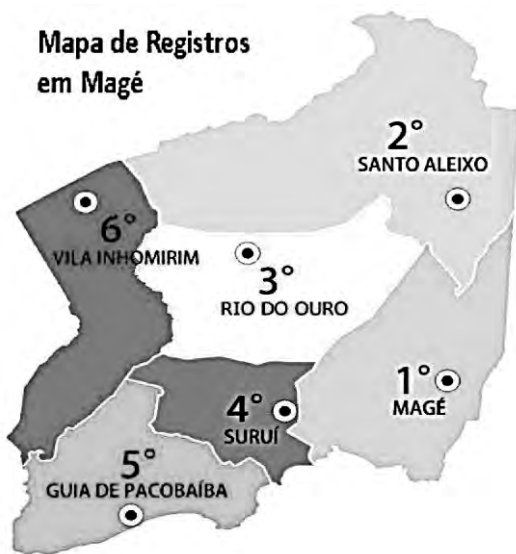 Mapa de Registros
em Magé
2°
SANTO ALEIXO
6°
VILA INHOMIRIM
3°
RIO DO OURO
1°
MAGÉ
4°
SURUÍ
5°
GUIA DE PACOBAÍBA